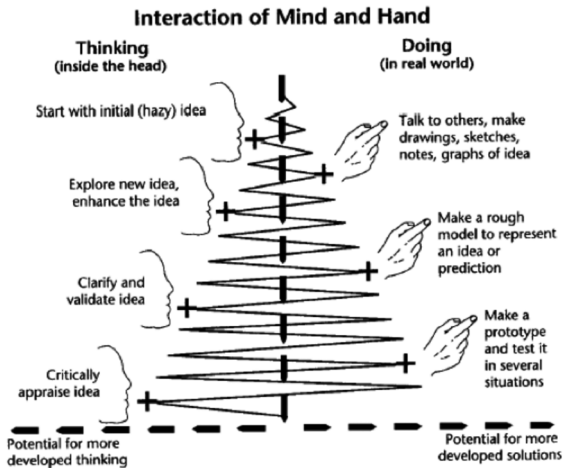 Interaction of Mind and Hand
Thinking
(inside the head)
Doing
(in real world)
Start with initial (hazy) idea
Talk to others, make
drawings, sketches,
notes, graphs of idea
Explore new idea,
enhance the idea
Make a rough
model to represent
an idea or
prediction
Clarify and
validate idea
Make a
prototype
and test it
in several
situations
Critically
appraise idea
Potential for more
developed thinking
Potential for more
developed solutions